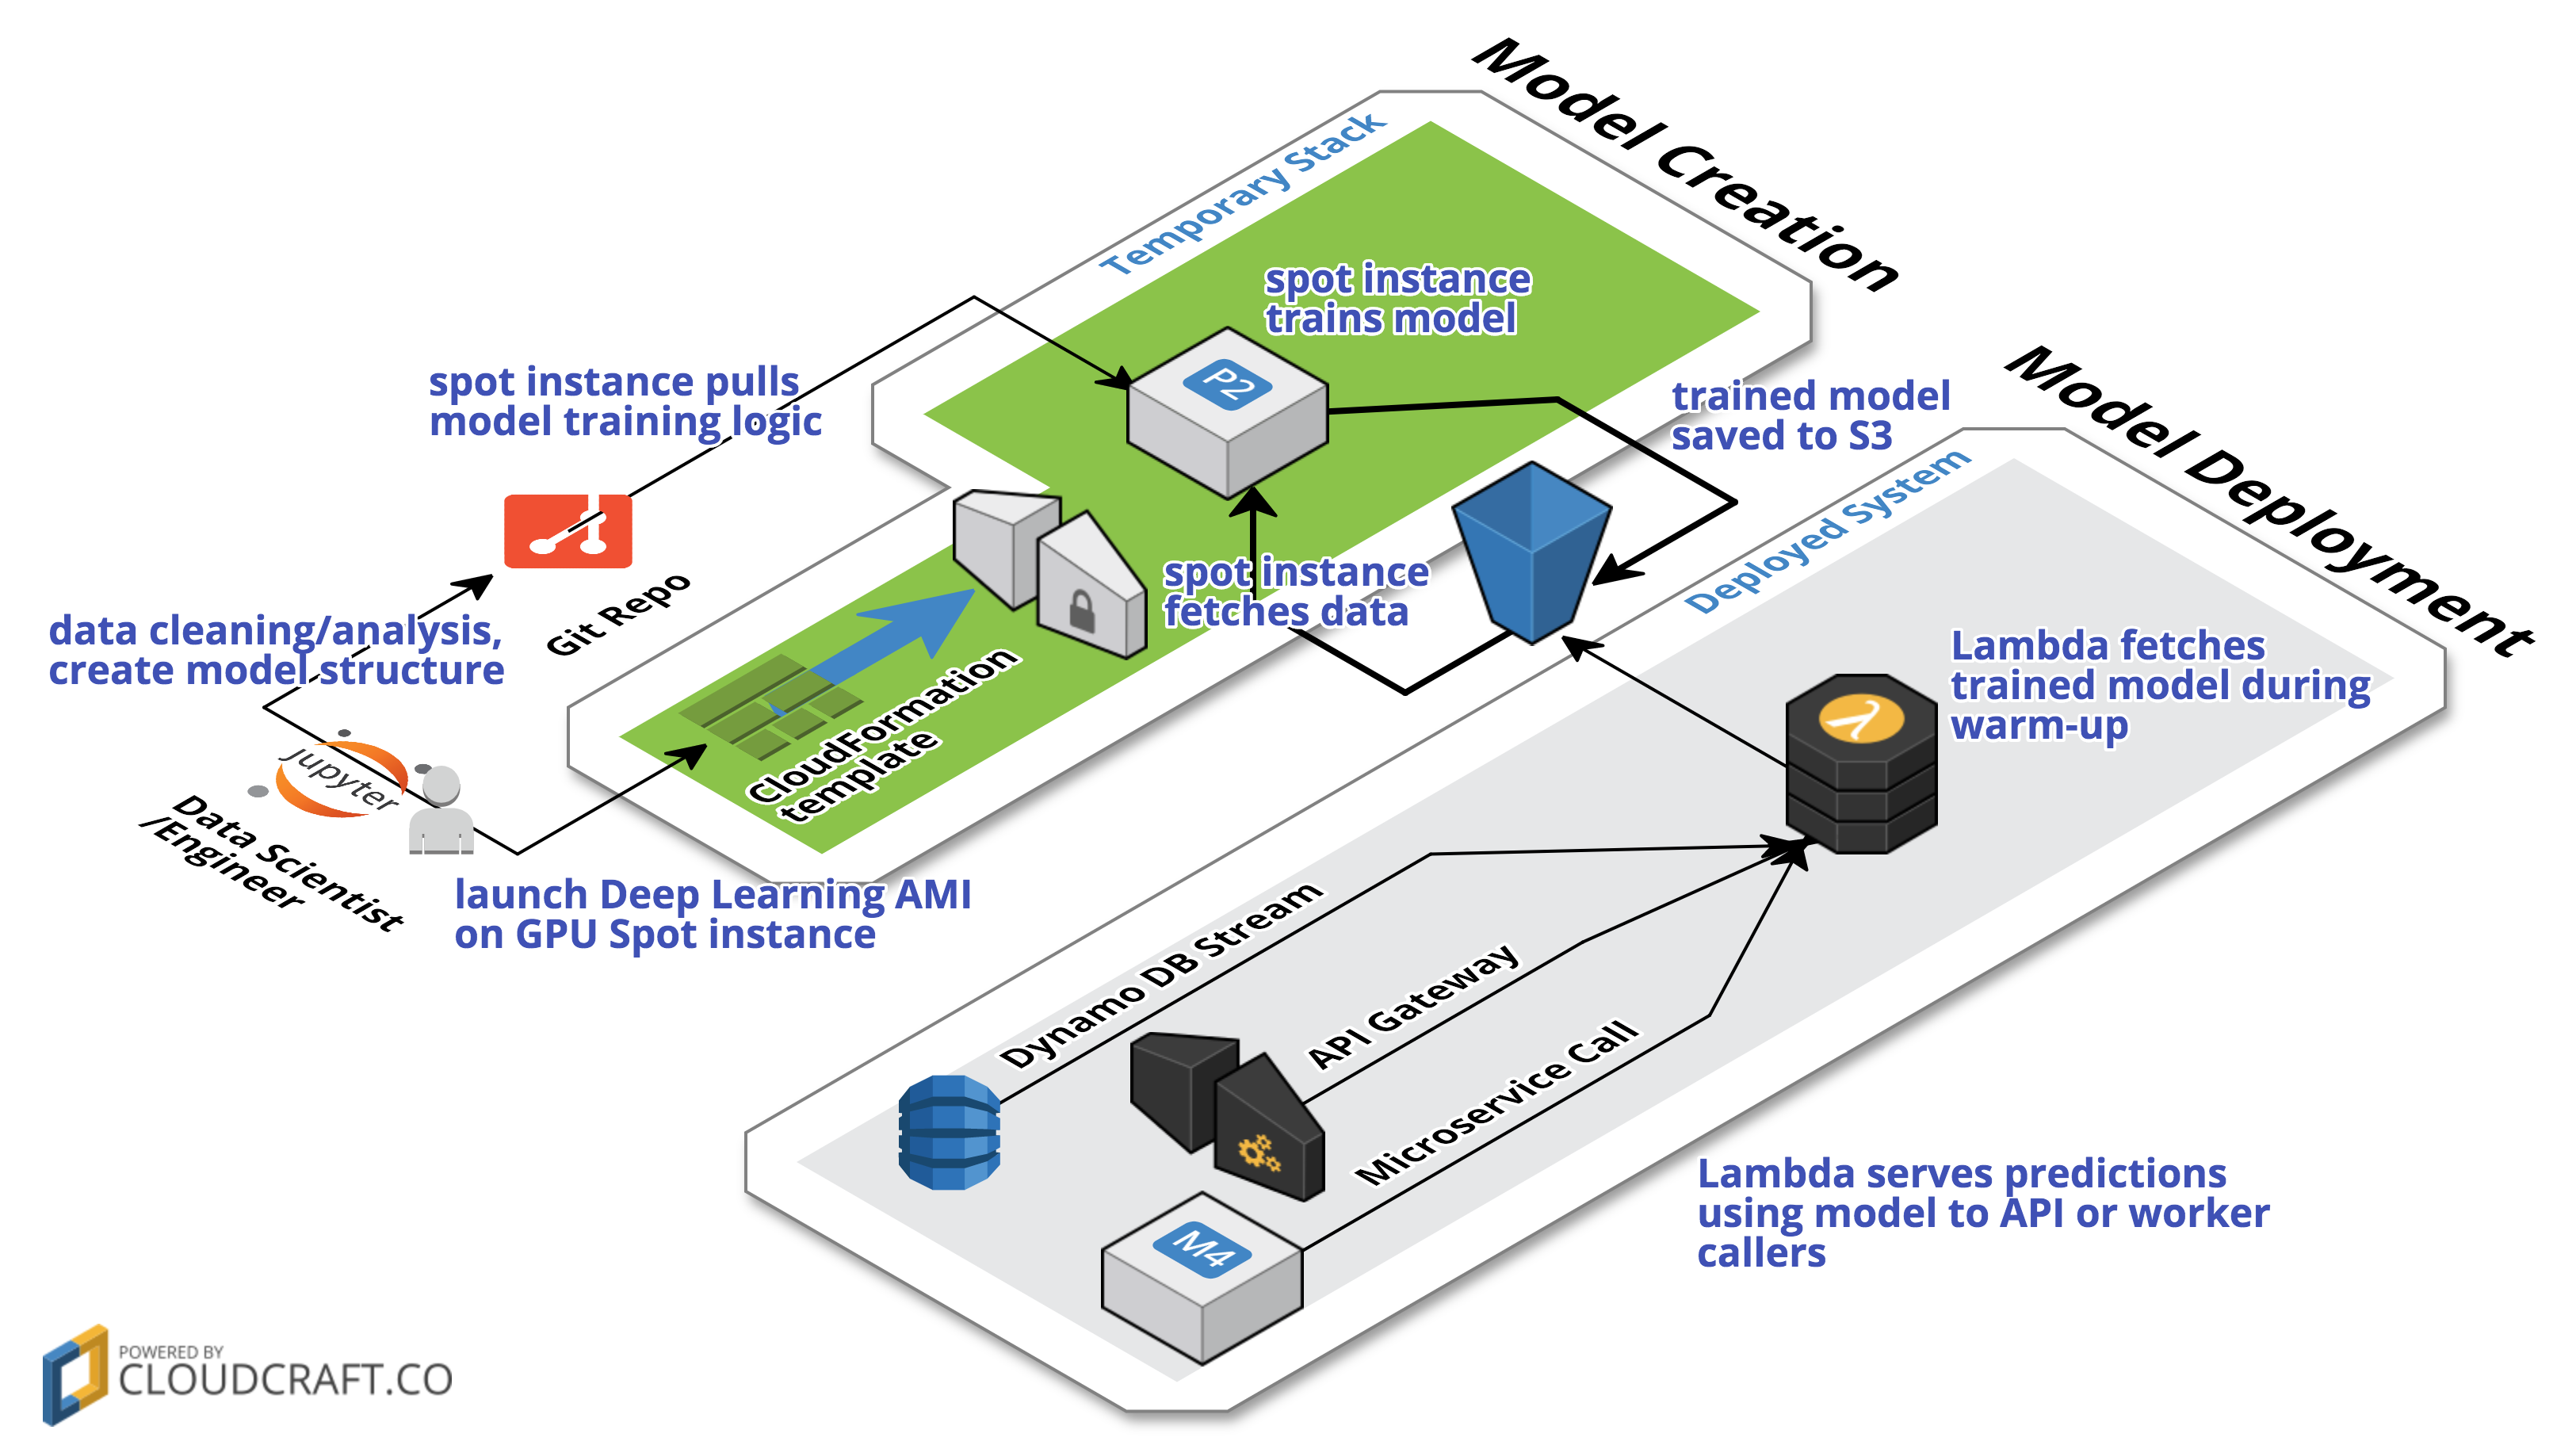 Model Creation
Temporary Stack
spot instance
trains model
P2
spot instance pulls
model training logic
trained model
saved to S3
Model Deployment
Deployed System
spot instance
fetches data
Git Repo
data cleaning/analysis,
create model structure
Lambda fetches
trained model during
warm-up
CloudFormation
template
jupyter
Data Scientist
/Engineer
launch Deep Learning AMI
on GPU Spot instance
Dynamo DB Stream
API Gateway
Microservice Call
M4
Lambda serves predictions
using model to API or worker
callers
POWERED BY
CLOUDCRAFT.CO